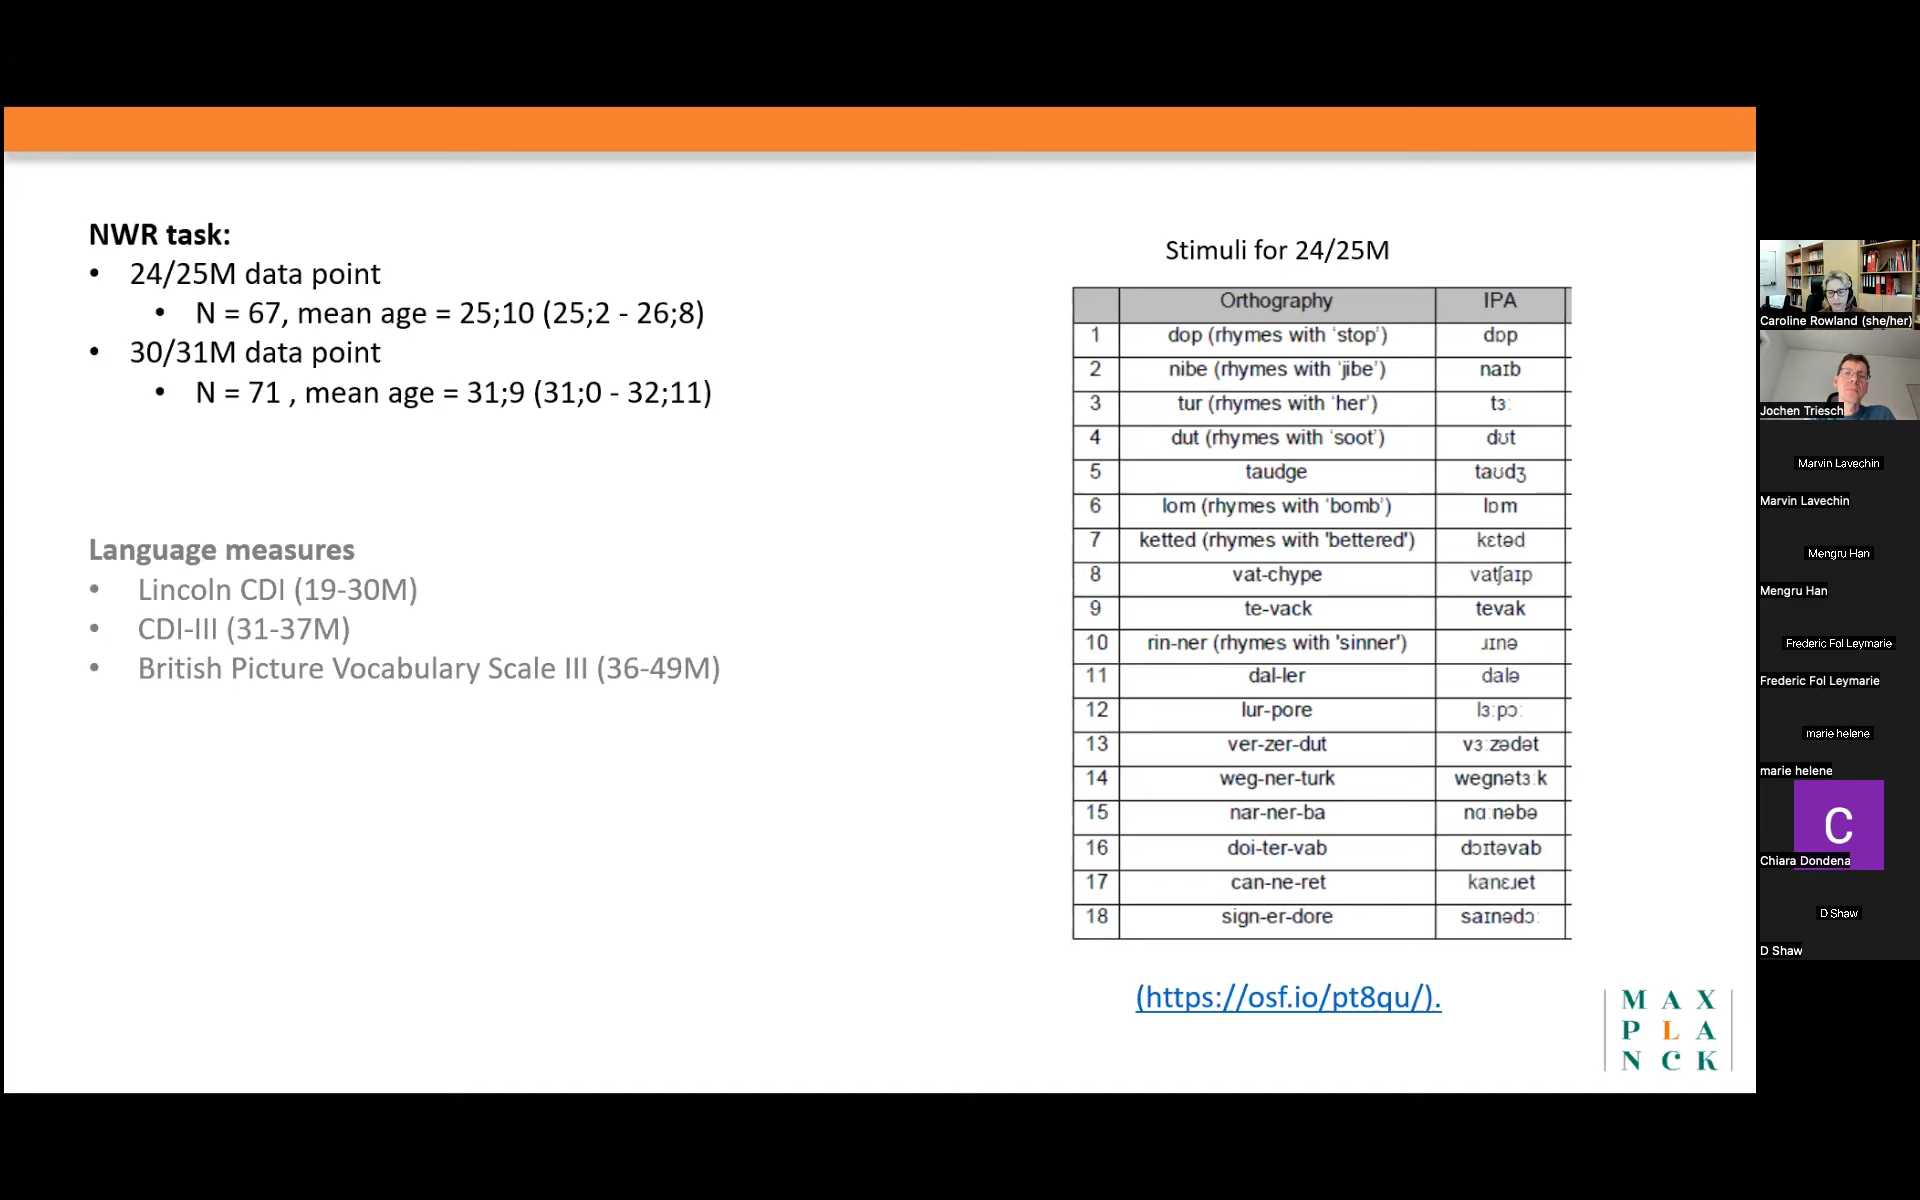 NWR task:
• 24/25M data point
• N = 67, mean age = 25;10 (25;2 - 26;8)
• 30/31M data point
• N = 71 , mean age = 31;9 (31;0 - 32;11)
Language measures
• Lincoln CDI (19-30M)
• CDI-III (31-37M)
• British Picture Vocabulary Scale III (36-49M)
Stimuli for 24/25M
Orthography IPA
1 dop (rhymes with 'stop') dɒp
2 nibe (rhymes with 'jibe') naɪb
3 tur (rhymes with 'her') tɜː
4 dut (rhymes with 'soot') dʊt
5 taudge taʊdʒ
6 lom (rhymes with 'bomb') lɒm
7 ketted (rhymes with 'bettered') kɛtəd
8 vat-chype vatʃaɪp
9 te-vack tevak
10 rin-ner (rhymes with 'sinner') ɹɪnə
11 dal-ler dalə
12 lur-pore lɜːpɔː
13 ver-zer-dut vɜːzədət
14 weg-ner-turk wegnətɜːk
15 nar-ner-ba nɑːnəbə
16 doi-ter-vab dɔɪtəvab
17 can-ne-ret kanɛɹet
18 sign-er-dore saɪnədɔː
(https://osf.io/pt8qu/).
MAX
PLA
NCK
Caroline Rowland (she/her)
Jochen Triesch
Marvin Lavechin
Marvin Lavechin
Mengru Han
Mengru Han
Frederic Fol Leymarie
Frederic Fol Leymarie
marie helene
marie helene
C
Chiara Dondena
D Shaw
D Shaw